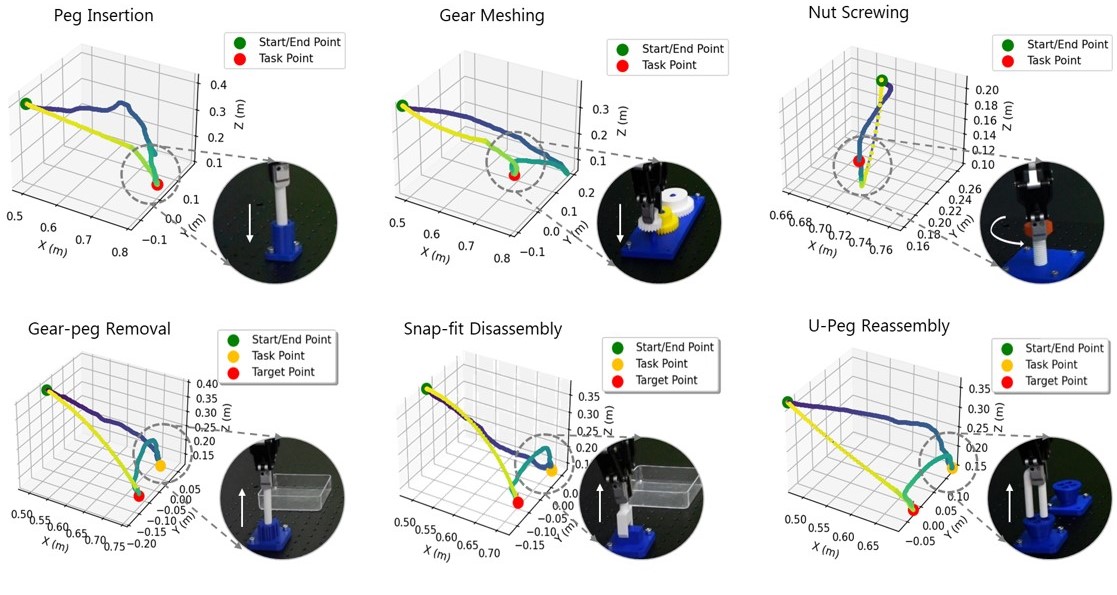 Peg Insertion
Start/End Point
Task Point
0.4
0.3
0.2
0.1
Z (m)
0.5
0.6
0.7
0.8
X (m)
−0.1
0.0
0.1
Y (m)
Gear Meshing
Start/End Point
Task Point
0.3
0.2
0.1
Z (m)
0.5
0.6
0.7
0.8
X (m)
−0.1
0.0
0.1
0.2
Y (m)
Nut Screwing
Start/End Point
Task Point
0.20
0.18
0.16
0.14
0.12
0.10
Z (m)
0.66
0.68
0.70
0.72
0.74
0.76
X (m)
0.16
0.18
0.20
0.22
0.24
0.26
Y (m)
Gear-peg Removal
Start/End Point
Task Point
Target Point
0.40
0.35
0.30
0.25
0.20
0.15
Z (m)
0.50
0.55
0.60
0.65
0.70
0.75
X (m)
−0.20
−0.15
−0.10
−0.05
0.00
0.05
Y (m)
Snap-fit Disassembly
Start/End Point
Task Point
Target Point
0.35
0.30
0.25
0.20
0.15
0.10
Z (m)
0.50
0.55
0.60
0.65
0.70
X (m)
−0.15
−0.10
−0.05
0.00
Y (m)
U-Peg Reassembly
Start/End Point
Task Point
Target Point
0.35
0.30
0.25
0.20
0.15
Z (m)
0.50
0.55
0.60
0.65
X (m)
−0.05
0.00
0.05
0.10
Y (m)